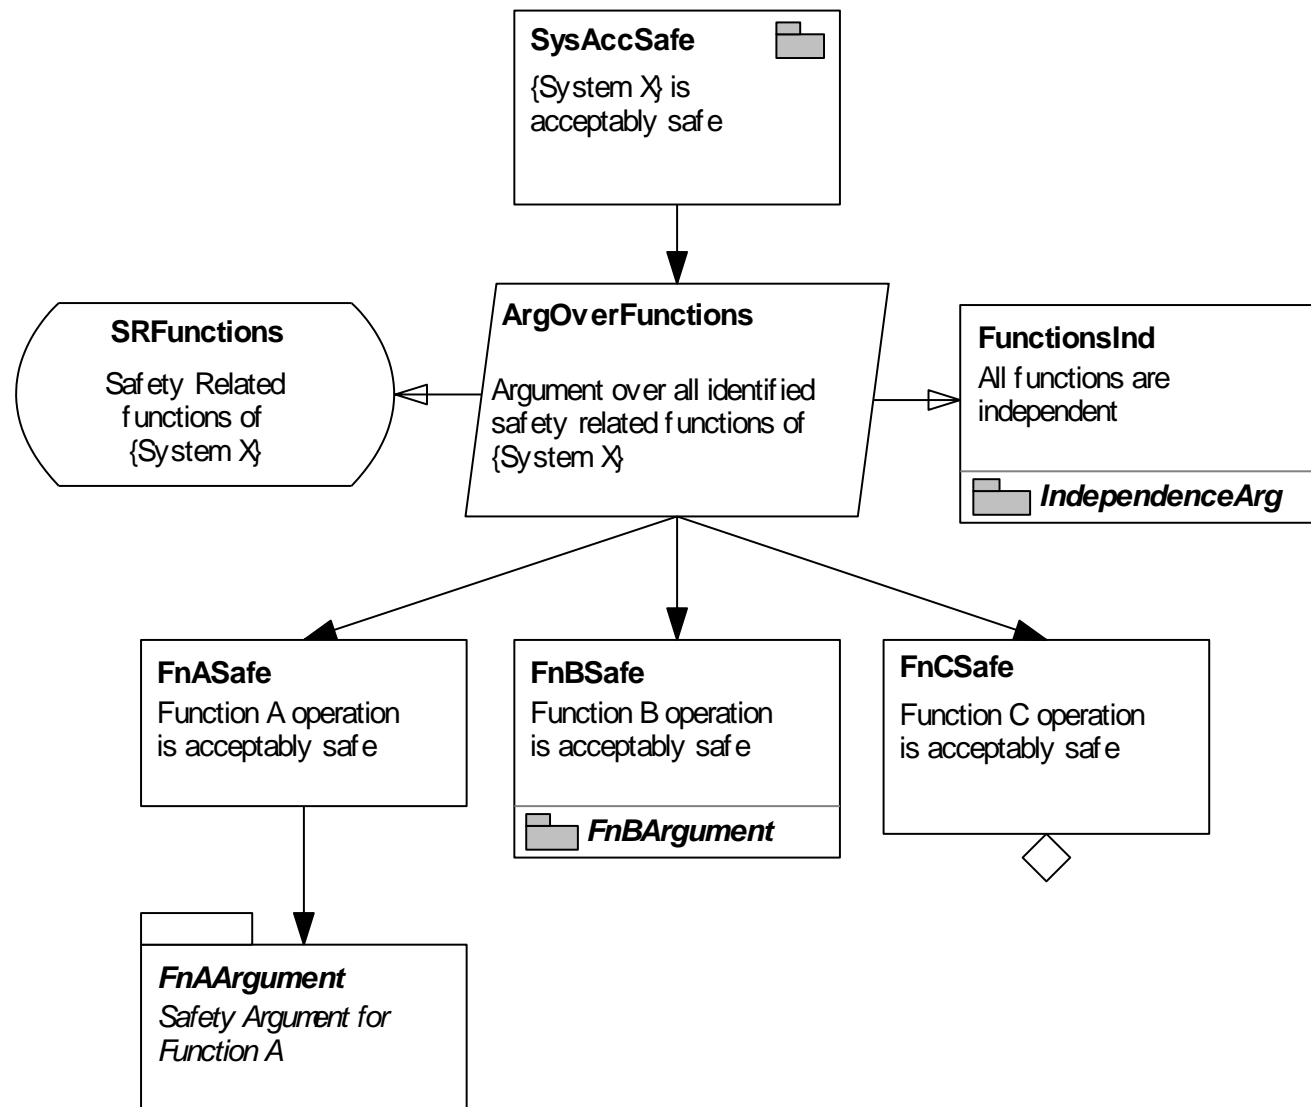 SysAccSafe
{System X} is
acceptably safe
SRFunctions
Safety Related
functions of
{System X}
ArgOverFunctions
Argument over all identified
safety related functions of
{System X}
FunctionsInd
All functions are
independent
IndependenceArg
FnASafe
Function A operation
is acceptably safe
FnBSafe
Function B operation
is acceptably safe
FnBArgument
FnCSafe
Function C operation
is acceptably safe
FnAArgument
Safety Argument for
Function A